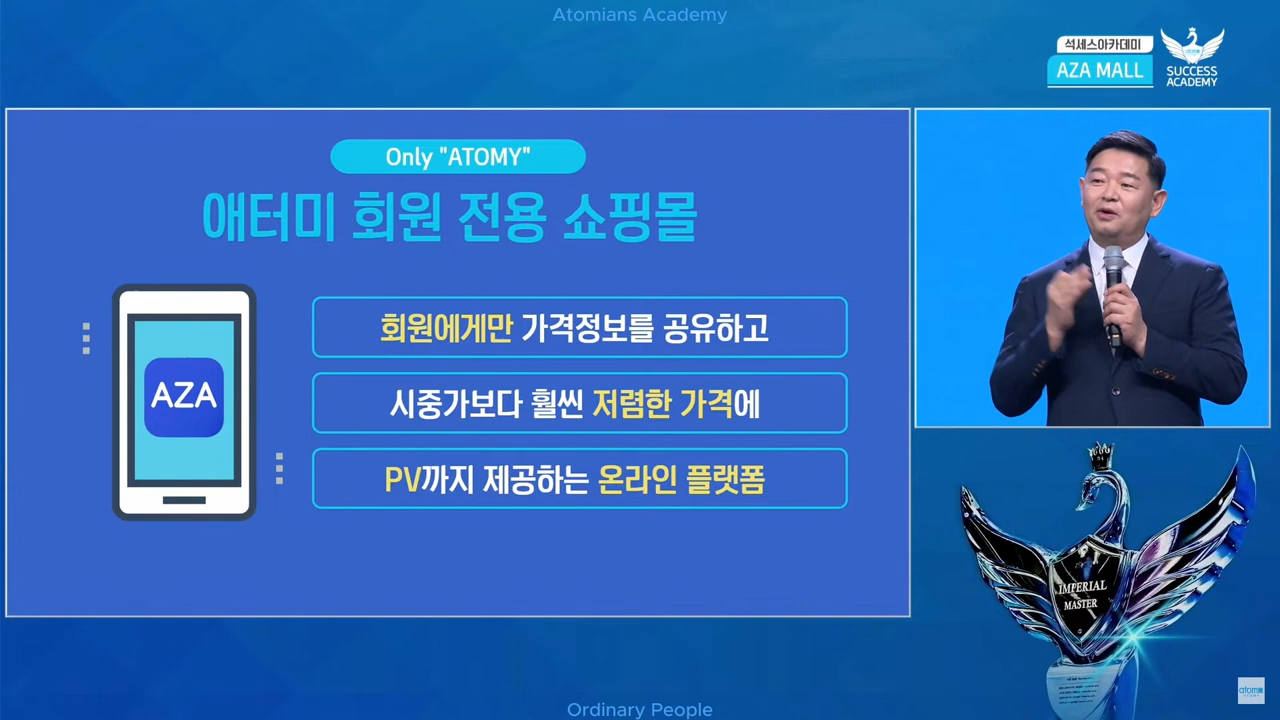 Atomians Academy
석세스아카데미
AZA MALL
SUCCESS
ACADEMY
Only "ATOMY"
애터미 회원 전용 쇼핑몰
AZA
회원에게만 가격정보를 공유하고
시중가보다 훨씬 저렴한 가격에
PV까지 제공하는 온라인 플랫폼
IMPERIAL
MASTER
atomy
Ordinary People